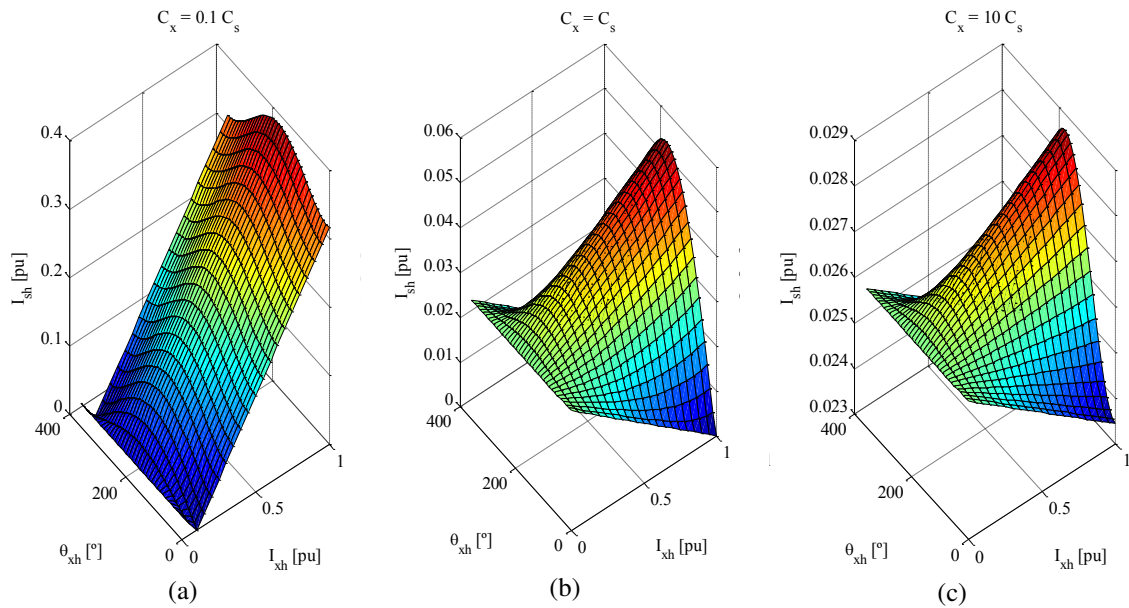 C_x = 0.1 C_s
0.4
0.3
0.2
0.1
0
I_sh [pu]
400
200
0
θ_xh [º]
0
0.5
1
I_xh [pu]
(a)
C_x = C_s
0.06
0.05
0.04
0.03
0.02
0.01
0
I_sh [pu]
400
200
0
θ_xh [º]
0
0.5
1
I_xh [pu]
(b)
C_x = 10 C_s
0.029
0.028
0.027
0.026
0.025
0.024
0.023
I_sh [pu]
400
200
0
θ_xh [º]
0
0.5
1
I_xh [pu]
(c)